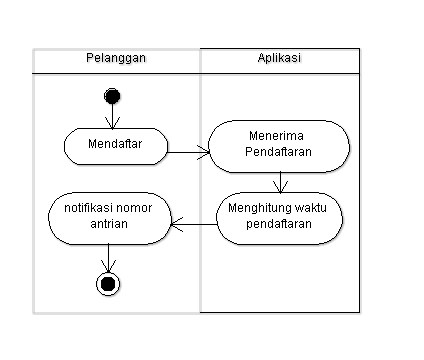 Pelanggan
Aplikasi
Mendaftar
Menerima
Pendaftaran
Menghitung waktu
pendaftaran
notifikasi nomor
antrian